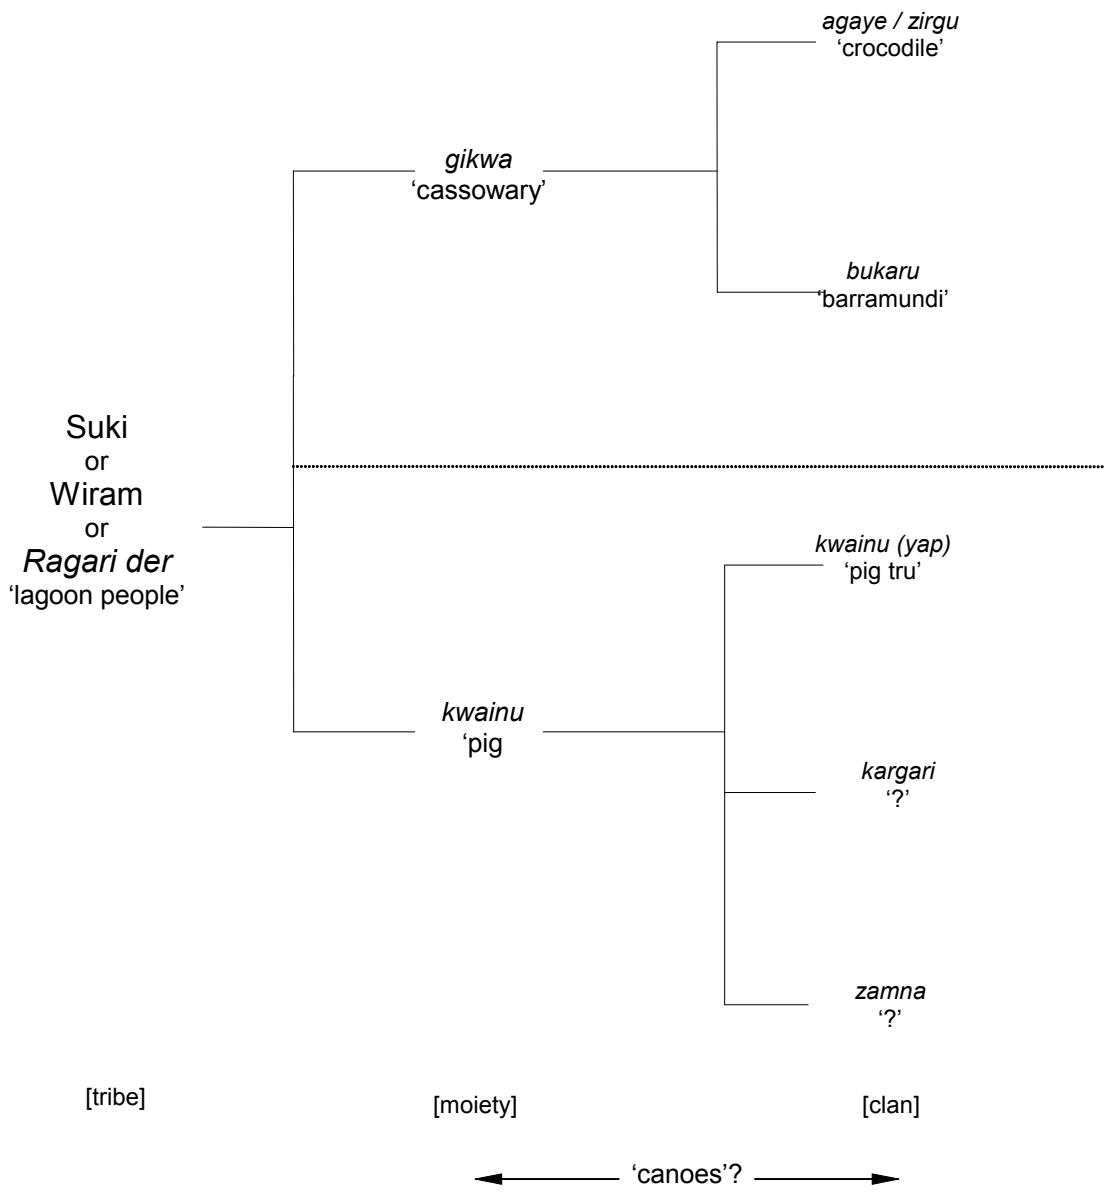 agaye / zirgu
‘crocodile’
gikwa
‘cassowary’
bukaru
‘barramundi’
Suki
or
Wiram
or
Ragari der
‘lagoon people’
kwainu (yap)
‘pig tru’
kwainu
‘pig
kargari
‘?’
zamna
‘?’
[tribe]
[moiety]
[clan]
‘canoes’?